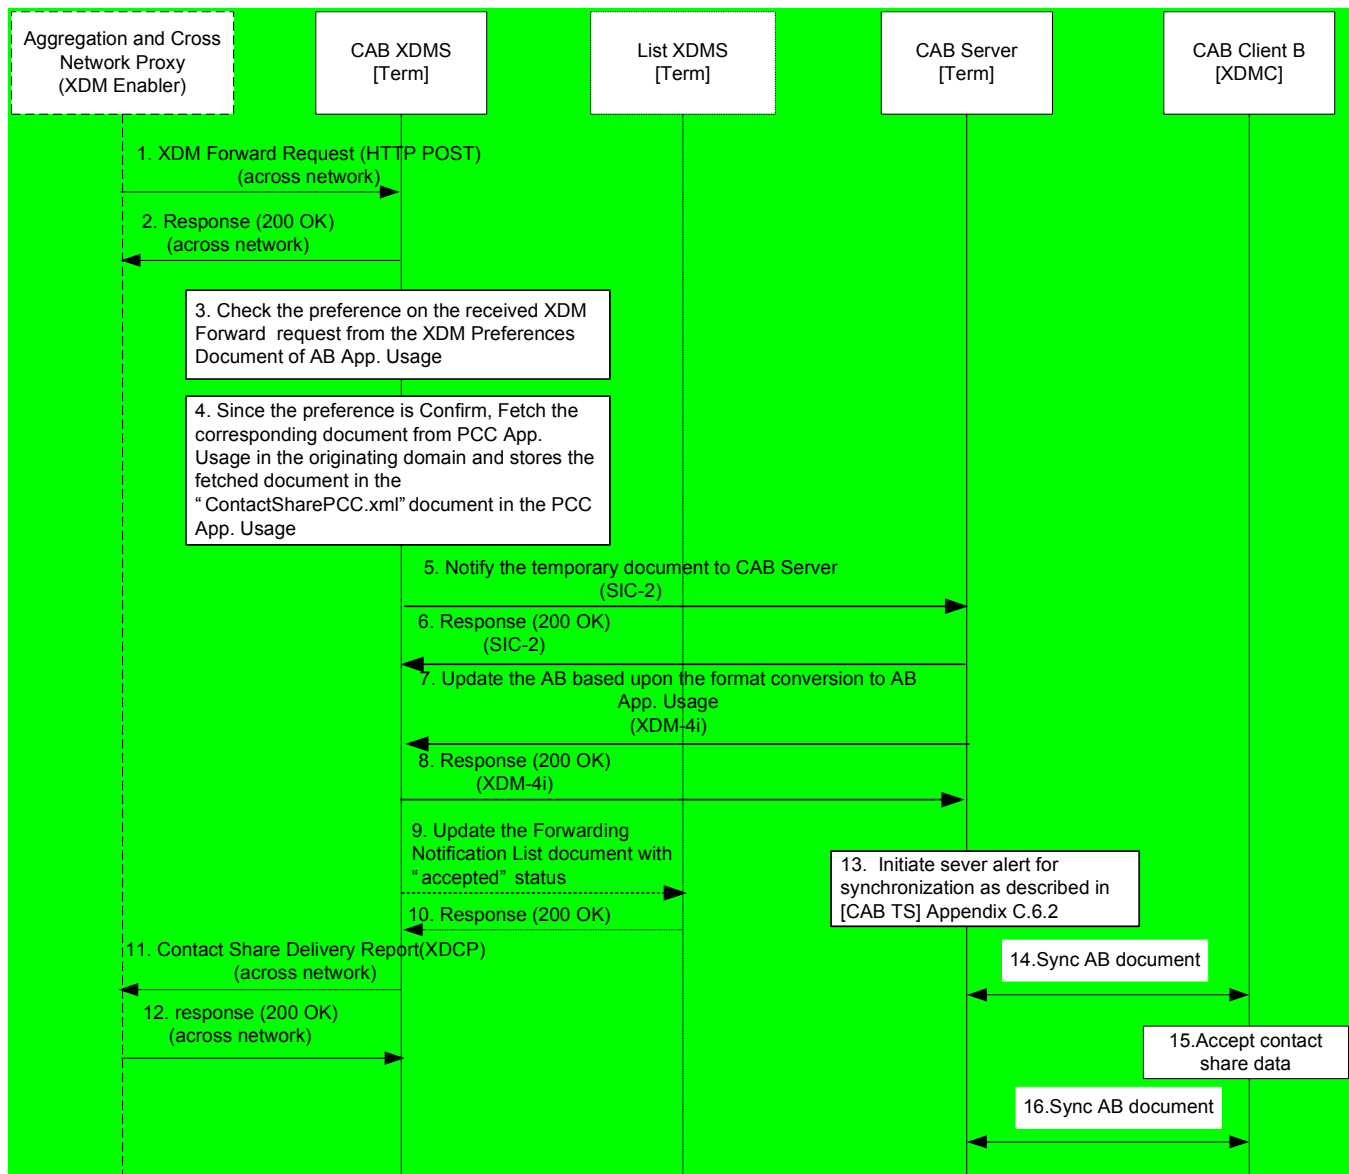 Aggregation and Cross
Network Proxy
(XDM Enabler)
CAB XDMS
[Term]
List XDMS
[Term]
CAB Server
[Term]
CAB Client B
[XDMC]
1. XDM Forward Request (HTTP POST)
(across network)
2. Response (200 OK)
(across network)
3. Check the preference on the received XDM
Forward request from the XDM Preferences
Document of AB App. Usage
4. Since the preference is Confirm, Fetch the
corresponding document from PCC App.
Usage in the originating domain and stores the
fetched document in the
“ContactSharePCC.xml” document in the PCC
App. Usage
5. Notify the temporary document to CAB Server
(SIC-2)
6. Response (200 OK)
(SIC-2)
7. Update the AB based upon the format conversion to AB
App. Usage
(XDM-4i)
8. Response (200 OK)
(XDM-4i)
9. Update the Forwarding
Notification List document with
“accepted” status
10. Response (200 OK)
11. Contact Share Delivery Report(XDCP)
(across network)
12. response (200 OK)
(across network)
13. Initiate sever alert for
synchronization as described in
[CAB TS] Appendix C.6.2
14.Sync AB document
15.Accept contact
share data
16.Sync AB document